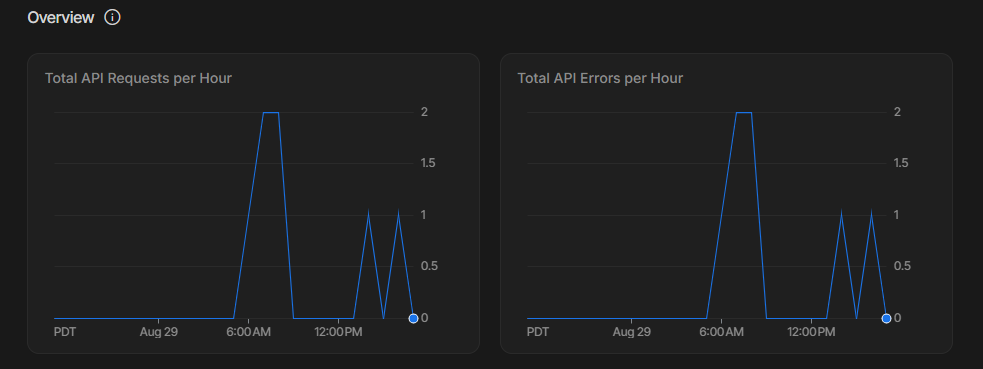 Overview
Total API Requests per Hour
2
1.5
1
0.5
0
PDT Aug 29 6:00 AM 12:00 PM
Total API Errors per Hour
2
1.5
1
0.5
0
PDT Aug 29 6:00 AM 12:00 PM